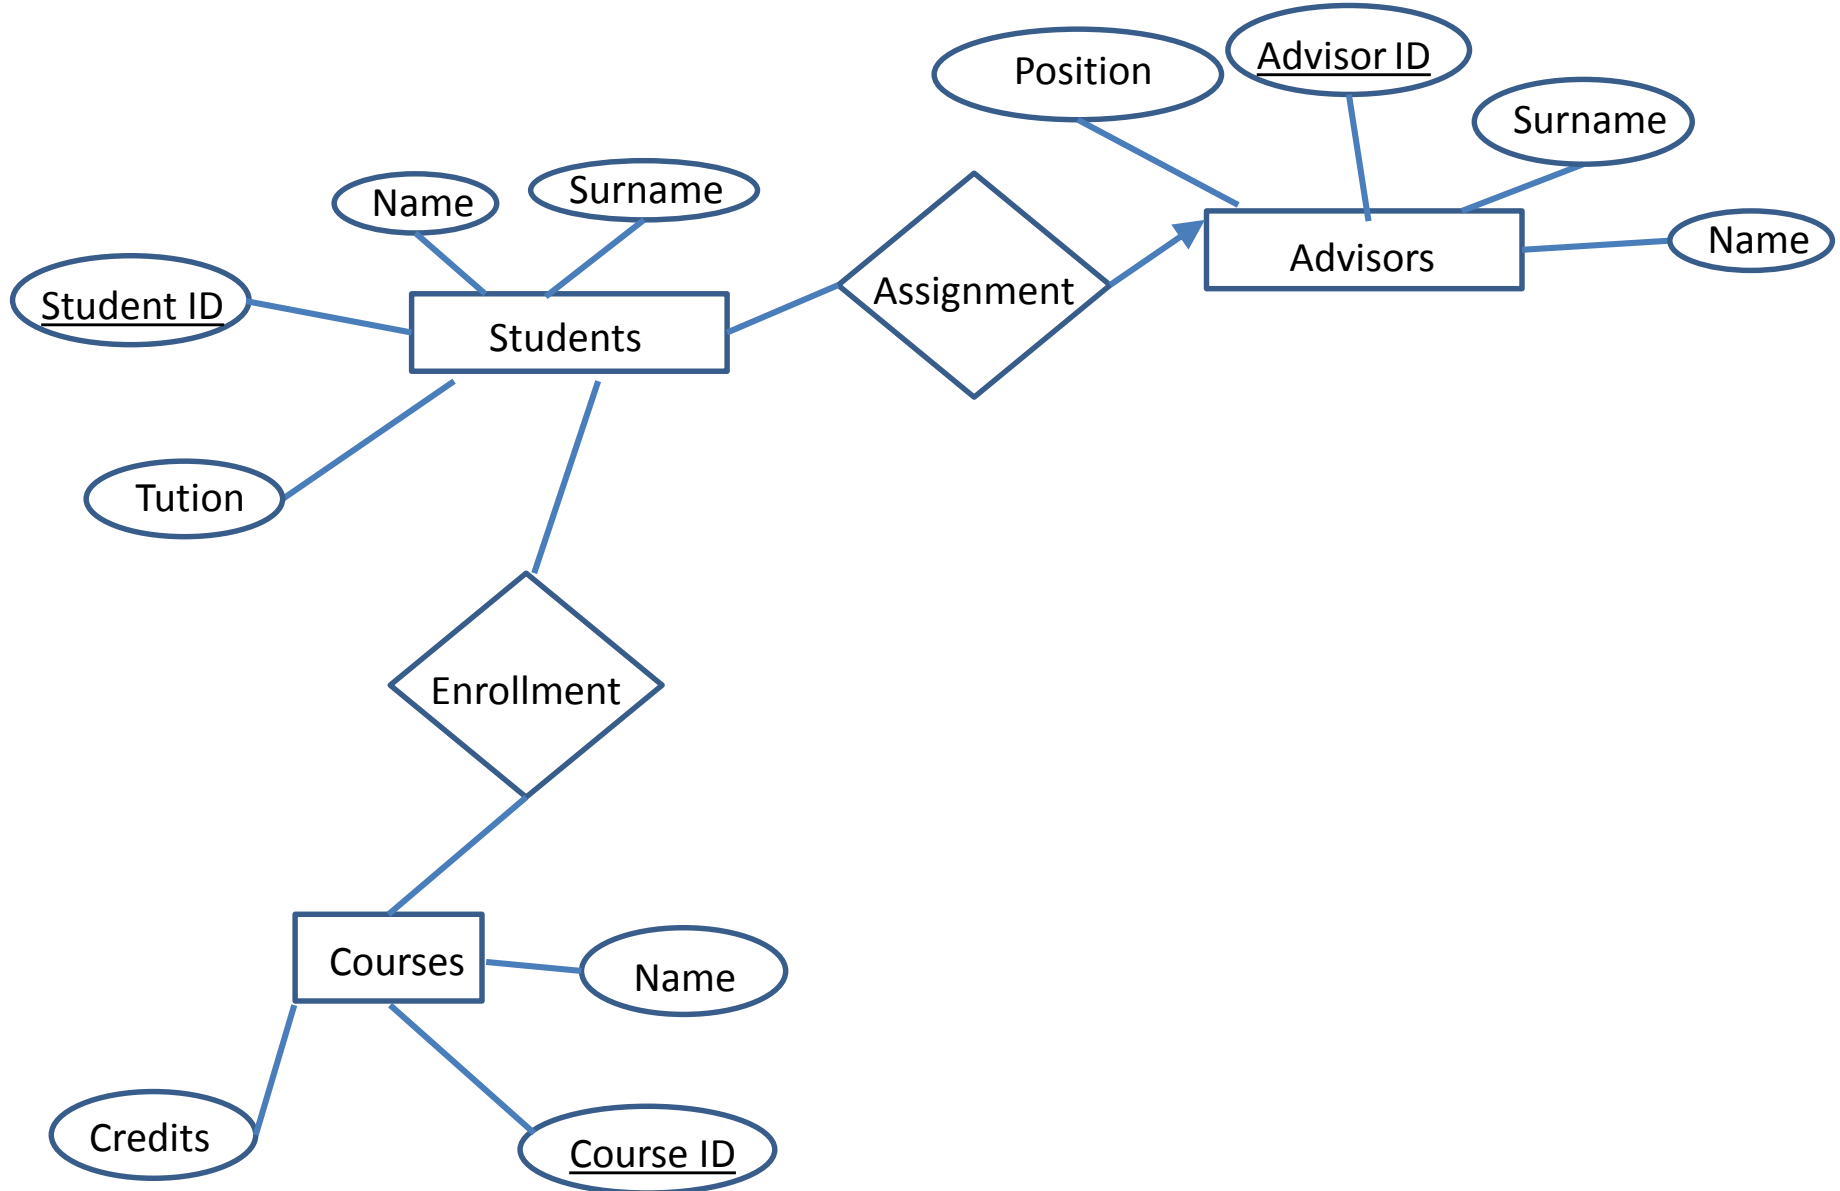 Position
Advisor ID
Surname
Name
Surname
Name
Advisors
Student ID
Students
Assignment
Tution
Enrollment
Courses
Name
Credits
Course ID